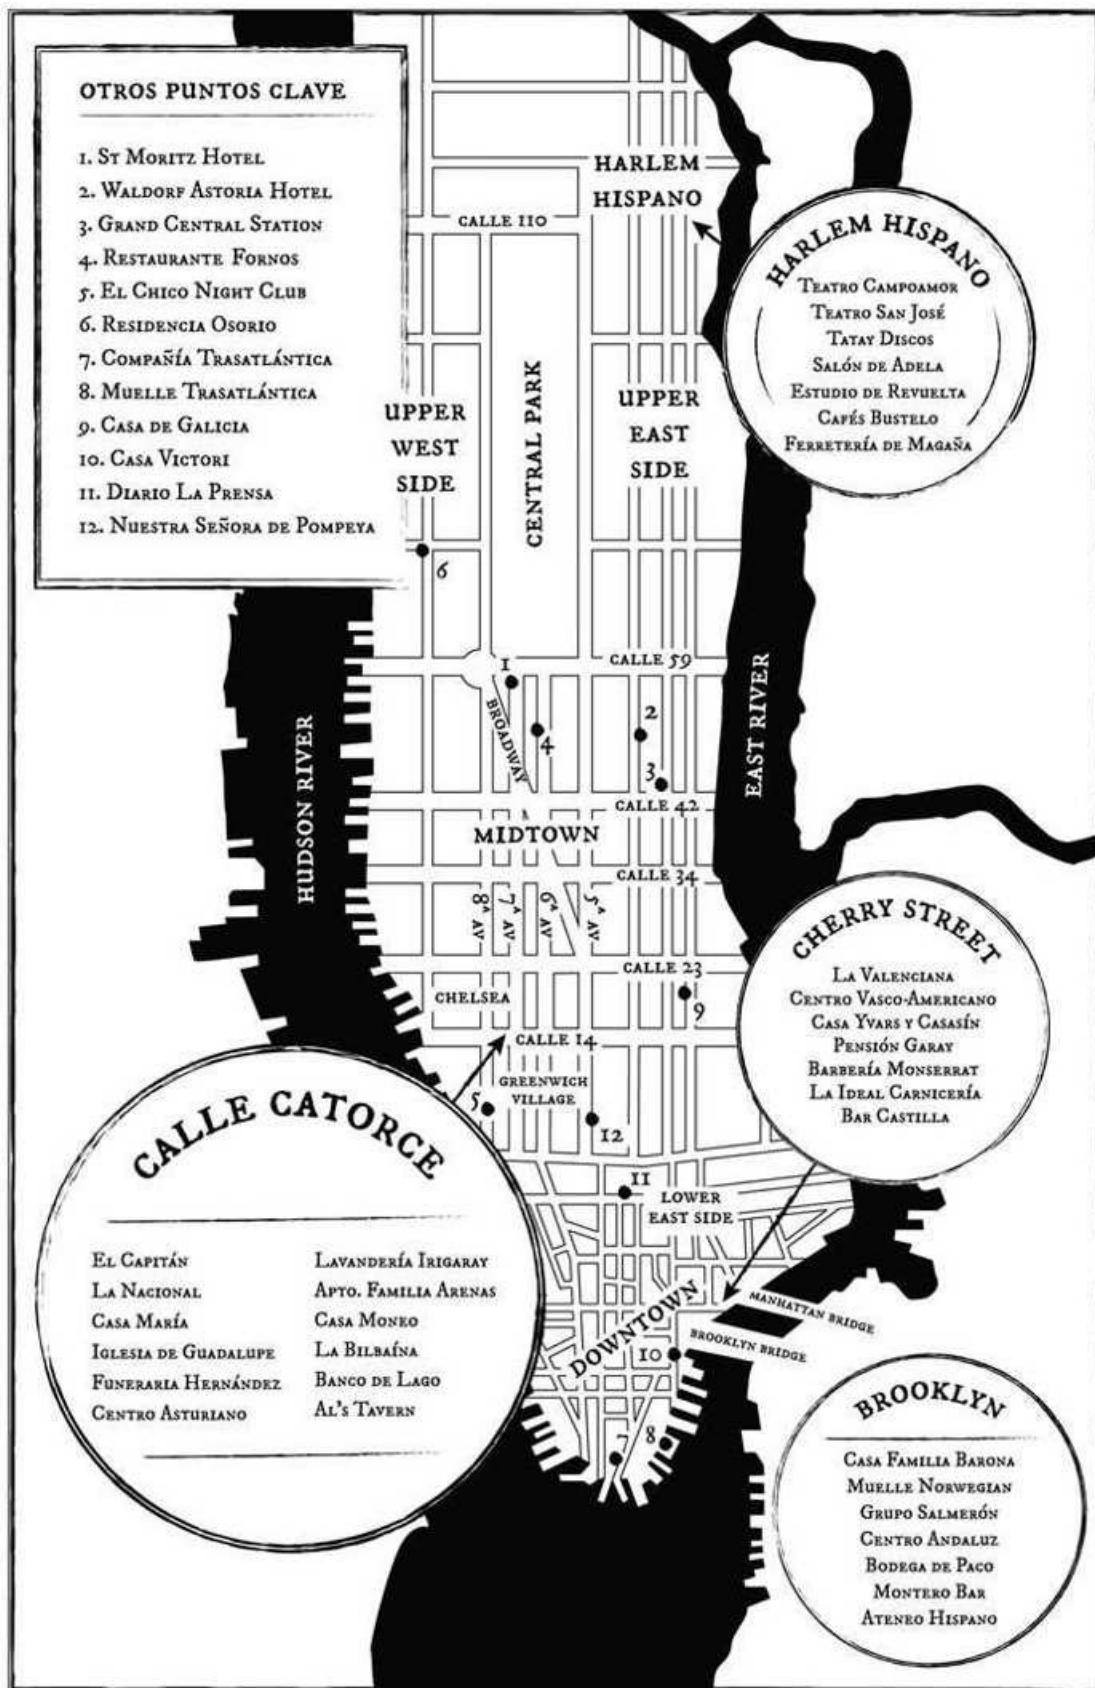 OTROS PUNTOS CLAVE
1. ST MORITZ HOTEL
2. WALDORF ASTORIA HOTEL
3. GRAND CENTRAL STATION
4. RESTAURANTE FORNOS
5. EL CHICO NIGHT CLUB
6. RESIDENCIA OSORIO
7. COMPAÑÍA TRASATLÁNTICA
8. MUELLE TRASATLÁNTICA
9. CASA DE GALICIA
10. CASA VICTORI
11. DIARIO LA PRENSA
12. NUESTRA SEÑORA DE POMPEYA
HARLEM
HISPANO
CALLE 110
HARLEM HISPANO
TEATRO CAMPOAMOR
TEATRO SAN JOSÉ
TATAY DISCOS
SALÓN DE ADELA
ESTUDIO DE REVUELTA
CAFÉS BUSTELO
FERRETERÍA DE MAGAÑA
UPPER
WEST
SIDE
CENTRAL PARK
UPPER
EAST
SIDE
6
CALLE 59
1
BROADWAY
4
2
3
HUDSON RIVER
EAST RIVER
CALLE 42
MIDTOWN
CALLE 34
8ª AV
7ª AV
6ª AV
5ª AV
CALLE 23
CHELSEA
9
CALLE 14
CHERRY STREET
LA VALENCIANA
CENTRO VASCO-AMERICANO
CASA YVARS Y CASASÍN
PENSIÓN GARAY
BARBERÍA MONSERRAT
LA IDEAL CARNICERÍA
BAR CASTILLA
GREENWICH
VILLAGE
5
12
11
LOWER
EAST SIDE
CALLE CATORCE
EL CAPITÁN
LA NACIONAL
CASA MARÍA
IGLESIA DE GUADALUPE
FUNERARIA HERNÁNDEZ
CENTRO ASTURIANO
LAVANDERÍA IRIGARAY
APTO. FAMILIA ARENAS
CASA MONEO
LA BILBAÍNA
BANCO DE LAGO
AL'S TAVERN
DOWNTOWN
MANHATTAN BRIDGE
BROOKLYN BRIDGE
10
7
8
BROOKLYN
CASA FAMILIA BARONA
MUELLE NORWEGIAN
GRUPO SALMERÓN
CENTRO ANDALUZ
BODEGA DE PACO
MONTERO BAR
ATENEO HISPANO